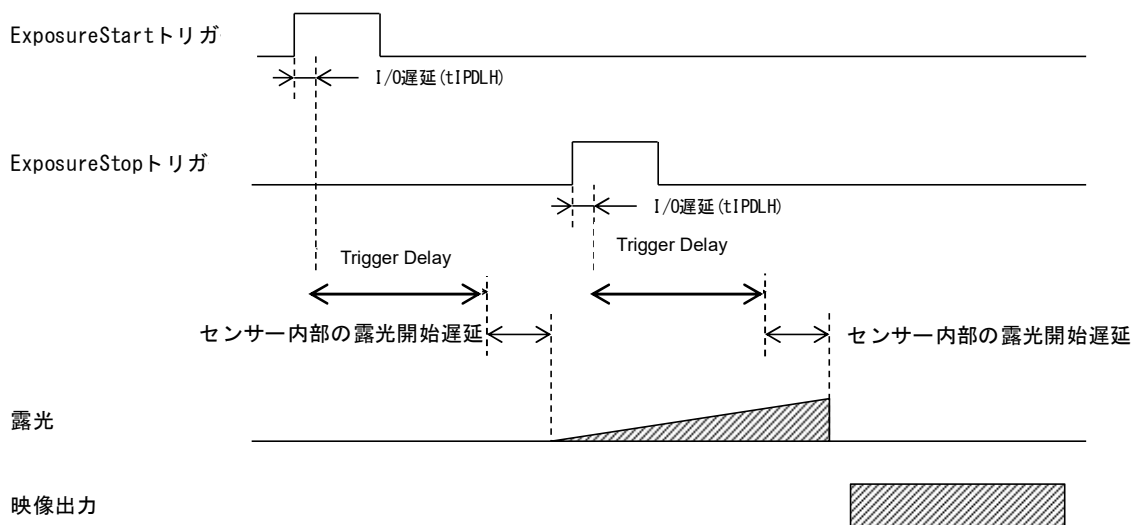 ExposureStartトリガ
I/O遅延(tIPDLH)
ExposureStopトリガ
I/O遅延(tIPDLH)
Trigger Delay
Trigger Delay
センサー内部の露光開始遅延
センサー内部の露光開始遅延
露光
映像出力